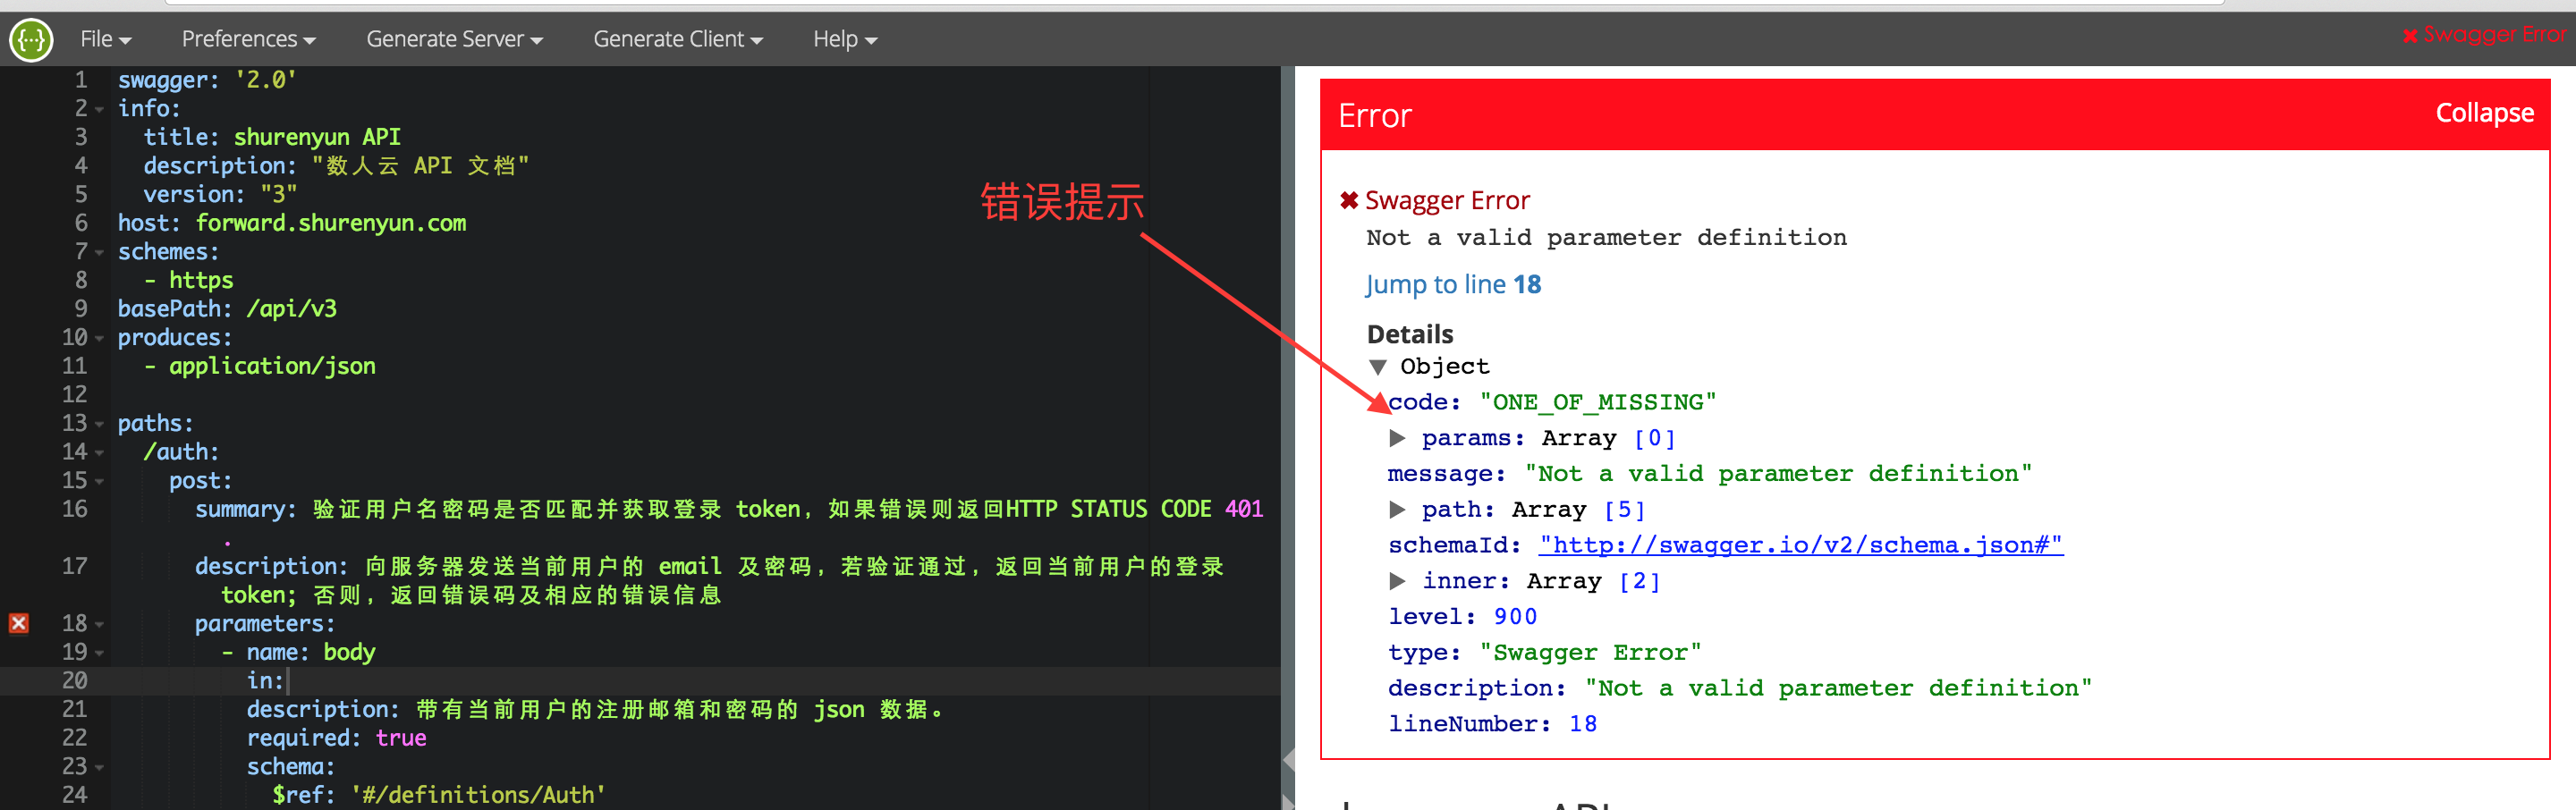 File Preferences Generate Server Generate Client Help
✖ Swagger Error
1 swagger: '2.0'
2 info:
3 title: shurenyun API
4 description: "数人云 API 文档"
5 version: "3"
6 host: forward.shurenyun.com
7 schemes:
8 - https
9 basePath: /api/v3
10 produces:
11 - application/json
12
13 paths:
14 /auth:
15 post:
16 summary: 验证用户名密码是否匹配并获取登录 token，如果错误则返回HTTP STATUS CODE 401
.
17 description: 向服务器发送当前用户的 email 及密码，若验证通过，返回当前用户的登录
token; 否则，返回错误码及相应的错误信息
18 parameters:
19 - name: body
20 in:
21 description: 带有当前用户的注册邮箱和密码的 json 数据。
22 required: true
23 schema:
24 $ref: '#/definitions/Auth'
错误提示
Error
Collapse
✖ Swagger Error
Not a valid parameter definition
Jump to line 18
Details
▼ Object
code: "ONE_OF_MISSING"
▶ params: Array [0]
message: "Not a valid parameter definition"
▶ path: Array [5]
schemaId: "http://swagger.io/v2/schema.json#"
▶ inner: Array [2]
level: 900
type: "Swagger Error"
description: "Not a valid parameter definition"
lineNumber: 18